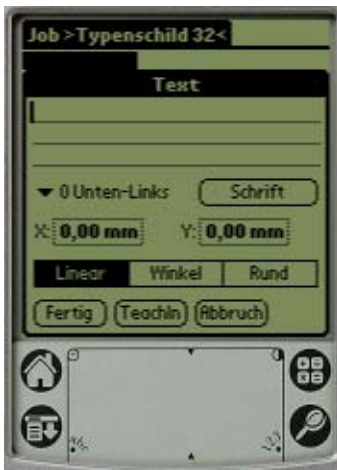 Job >Typenschild 32<
Text
0 Unten-Links Schrift
X: 0,00 mm Y: 0,00 mm
Linear Winkel Rund
Fertig TeachIn Abbruch